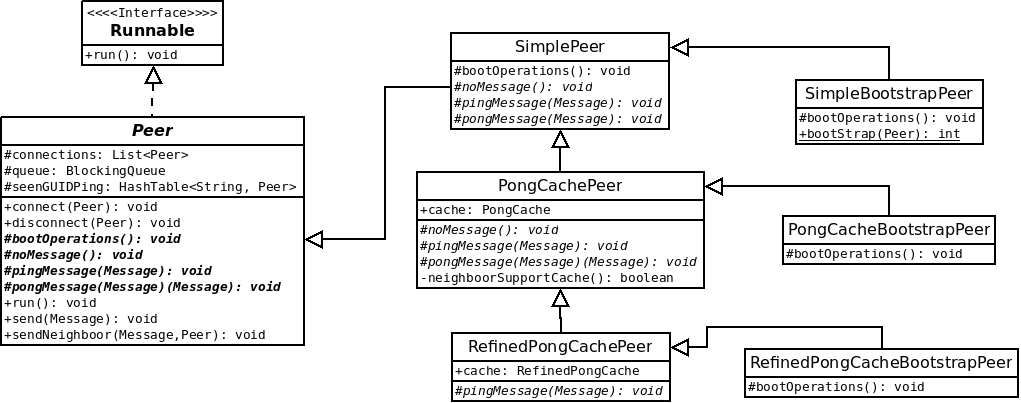 <<<<Interface>>>>
Runnable
+run(): void
Peer
#connections: List<Peer>
#queue: BlockingQueue
#seenGUIDPing: HashTable<String, Peer>
+connect(Peer): void
+disconnect(Peer): void
#bootOperations(): void
#noMessage(): void
#pingMessage(Message): void
#pongMessage(Message)(Message): void
+run(): void
+send(Message): void
+sendNeighboor(Message,Peer): void
SimplePeer
#bootOperations(): void
#noMessage(): void
#pingMessage(Message): void
#pongMessage(Message): void
PongCachePeer
+cache: PongCache
#noMessage(): void
#pingMessage(Message): void
#pongMessage(Message)(Message): void
-neighboorSupportCache(): boolean
RefinedPongCachePeer
+cache: RefinedPongCache
#pingMessage(Message): void
SimpleBootstrapPeer
#bootOperations(): void
+bootStrap(Peer): int
PongCacheBootstrapPeer
#bootOperations(): void
RefinedPongCacheBootstrapPeer
#bootOperations(): void